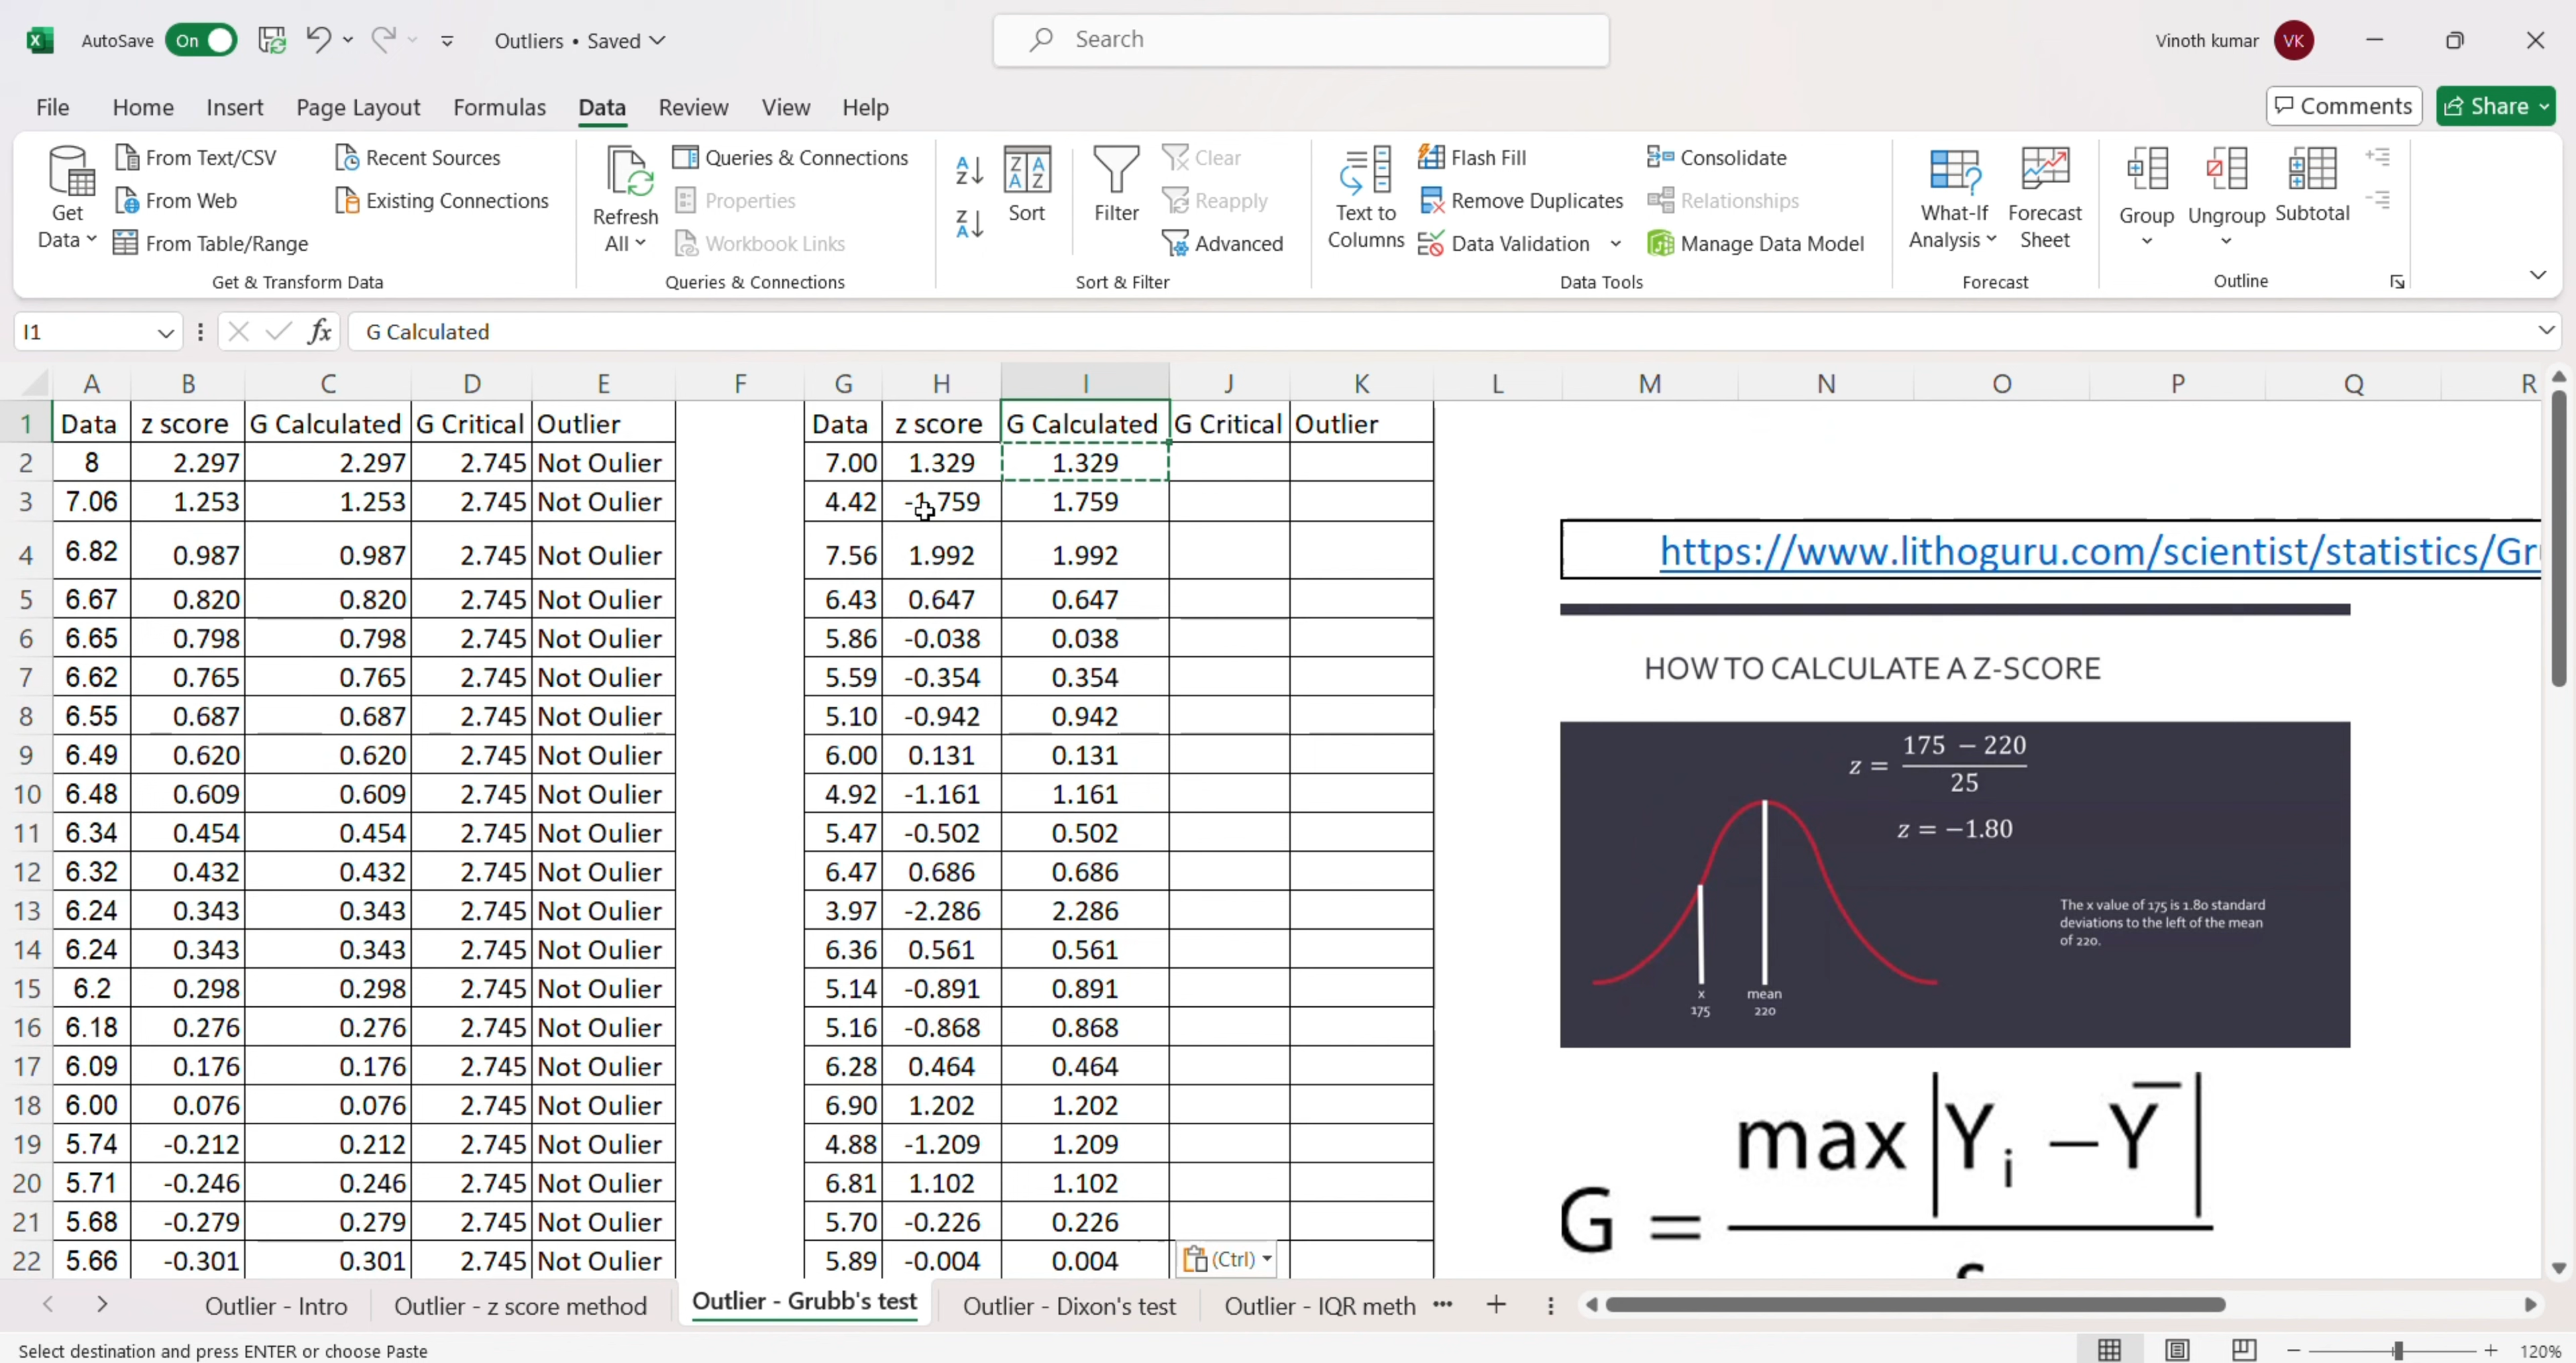 AutoSave On Outliers • Saved Search Vinoth kumar VK
File Home Insert Page Layout Formulas Data Review View Help Comments Share
Get Data
From Text/CSV
From Web
From Table/Range
Recent Sources
Existing Connections
Get & Transform Data
Refresh All
Queries & Connections
Properties
Workbook Links
Queries & Connections
Sort
Filter
Clear
Reapply
Advanced
Sort & Filter
Text to Columns
Flash Fill
Remove Duplicates
Data Validation
Consolidate
Relationships
Manage Data Model
Data Tools
What-If Analysis
Forecast Sheet
Forecast
Group
Ungroup
Subtotal
Outline
I1 fx G Calculated
A B C D E F G H I J K L M N O P Q R
1 Data z score G Calculated G Critical Outlier Data z score G Calculated G Critical Outlier
2 8 2.297 2.297 2.745 Not Oulier 7.00 1.329 1.329
3 7.06 1.253 1.253 2.745 Not Oulier 4.42 -1.759 1.759
4 6.82 0.987 0.987 2.745 Not Oulier 7.56 1.992 1.992
5 6.67 0.820 0.820 2.745 Not Oulier 6.43 0.647 0.647
6 6.65 0.798 0.798 2.745 Not Oulier 5.86 -0.038 0.038
7 6.62 0.765 0.765 2.745 Not Oulier 5.59 -0.354 0.354
8 6.55 0.687 0.687 2.745 Not Oulier 5.10 -0.942 0.942
9 6.49 0.620 0.620 2.745 Not Oulier 6.00 0.131 0.131
10 6.48 0.609 0.609 2.745 Not Oulier 4.92 -1.161 1.161
11 6.34 0.454 0.454 2.745 Not Oulier 5.47 -0.502 0.502
12 6.32 0.432 0.432 2.745 Not Oulier 6.47 0.686 0.686
13 6.24 0.343 0.343 2.745 Not Oulier 3.97 -2.286 2.286
14 6.24 0.343 0.343 2.745 Not Oulier 6.36 0.561 0.561
15 6.2 0.298 0.298 2.745 Not Oulier 5.14 -0.891 0.891
16 6.18 0.276 0.276 2.745 Not Oulier 5.16 -0.868 0.868
17 6.09 0.176 0.176 2.745 Not Oulier 6.28 0.464 0.464
18 6.00 0.076 0.076 2.745 Not Oulier 6.90 1.202 1.202
19 5.74 -0.212 0.212 2.745 Not Oulier 4.88 -1.209 1.209
20 5.71 -0.246 0.246 2.745 Not Oulier 6.81 1.102 1.102
21 5.68 -0.279 0.279 2.745 Not Oulier 5.70 -0.226 0.226
22 5.66 -0.301 0.301 2.745 Not Oulier 5.89 -0.004 0.004 (Ctrl)
https://www.lithoguru.com/scientist/statistics/Gr
HOW TO CALCULATE A Z-SCORE
z = 175 − 220 / 25
z = −1.80
The x value of 175 is 1.80 standard
deviations to the left of the mean
of 220.
x mean
175 220
G = max |Yi − Ȳ|
Outlier - Intro Outlier - z score method Outlier - Grubb's test Outlier - Dixon's test Outlier - IQR meth ···
Select destination and press ENTER or choose Paste 120%